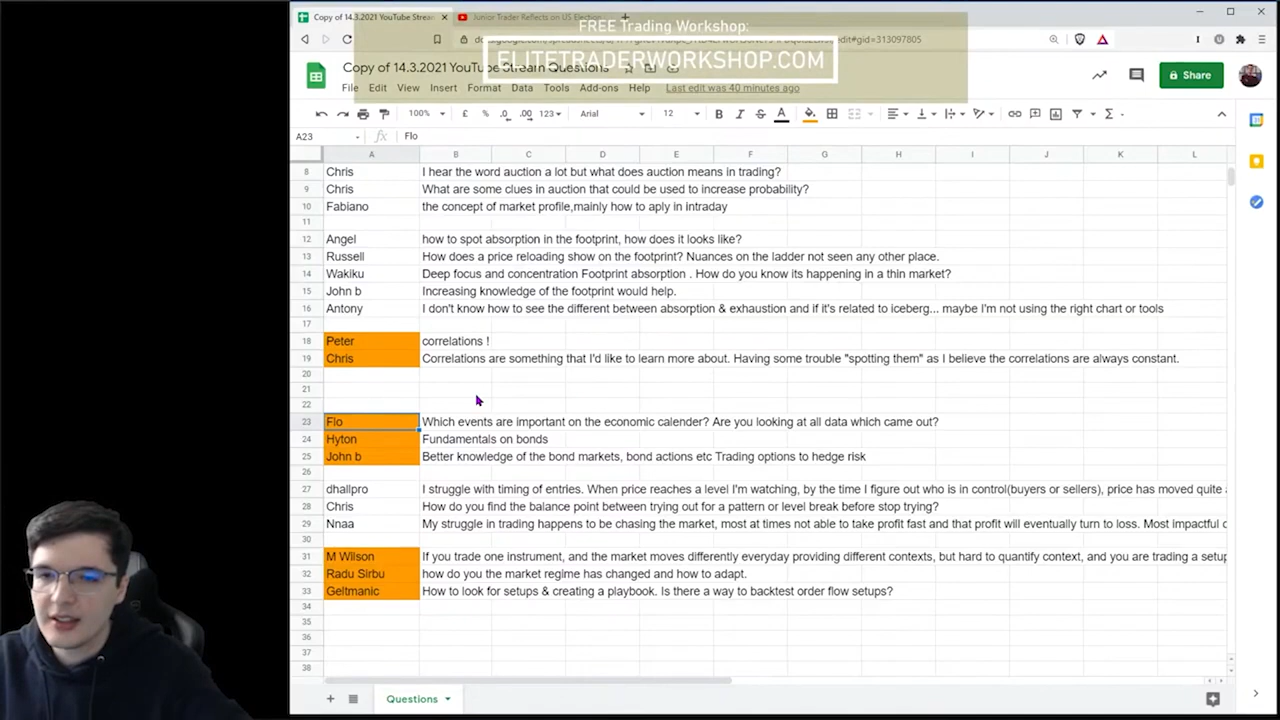 Copy of 14.3.2021 YouTube Stream
Junior Trader Reflects on US Election
FREE Trading Workshop:
edit#gid=313097805
ELITETRADERWORKSHOP.COM
Copy of 14.3.2021 YouTube Stream Questions
File Edit View Insert Format Data Tools Add-ons Help Last edit was 40 minutes ago
Share
100% £ % .0 .00 123 Arial 12 B I S A
A23 fx Flo
A B C D E F G H I J K L
8 Chris I hear the word auction a lot but what does auction means in trading?
9 Chris What are some clues in auction that could be used to increase probability?
10 Fabiano the concept of market profile,mainly how to aply in intraday
11
12 Angel how to spot absorption in the footprint, how does it looks like?
13 Russell How does a price reloading show on the footprint? Nuances on the ladder not seen any other place.
14 Wakiku Deep focus and concentration Footprint absorption . How do you know its happening in a thin market?
15 John b Increasing knowledge of the footprint would help.
16 Antony I don't know how to see the different between absorption & exhaustion and if it's related to iceberg... maybe I'm not using the right chart or tools
17
18 Peter correlations !
19 Chris Correlations are something that I'd like to learn more about. Having some trouble "spotting them" as I believe the correlations are always constant.
20
21
22
23 Flo Which events are important on the economic calender? Are you looking at all data which came out?
24 Hyton Fundamentals on bonds
25 John b Better knowledge of the bond markets, bond actions etc Trading options to hedge risk
26
27 dhallpro I struggle with timing of entries. When price reaches a level I'm watching, by the time I figure out who is in control(buyers or sellers), price has moved quite
28 Chris How do you find the balance point between trying out for a pattern or level break before stop trying?
29 Nnaa My struggle in trading happens to be chasing the market, most at times not able to take profit fast and that profit will eventually turn to loss. Most impactful
30
31 M Wilson If you trade one instrument, and the market moves differently everyday providing different contexts, but hard to quantify context, and you are trading a setup
32 Radu Sirbu how do you the market regime has changed and how to adapt.
33 Geltmanic How to look for setups & creating a playbook. Is there a way to backtest order flow setups?
34
35
36
37
38
Questions